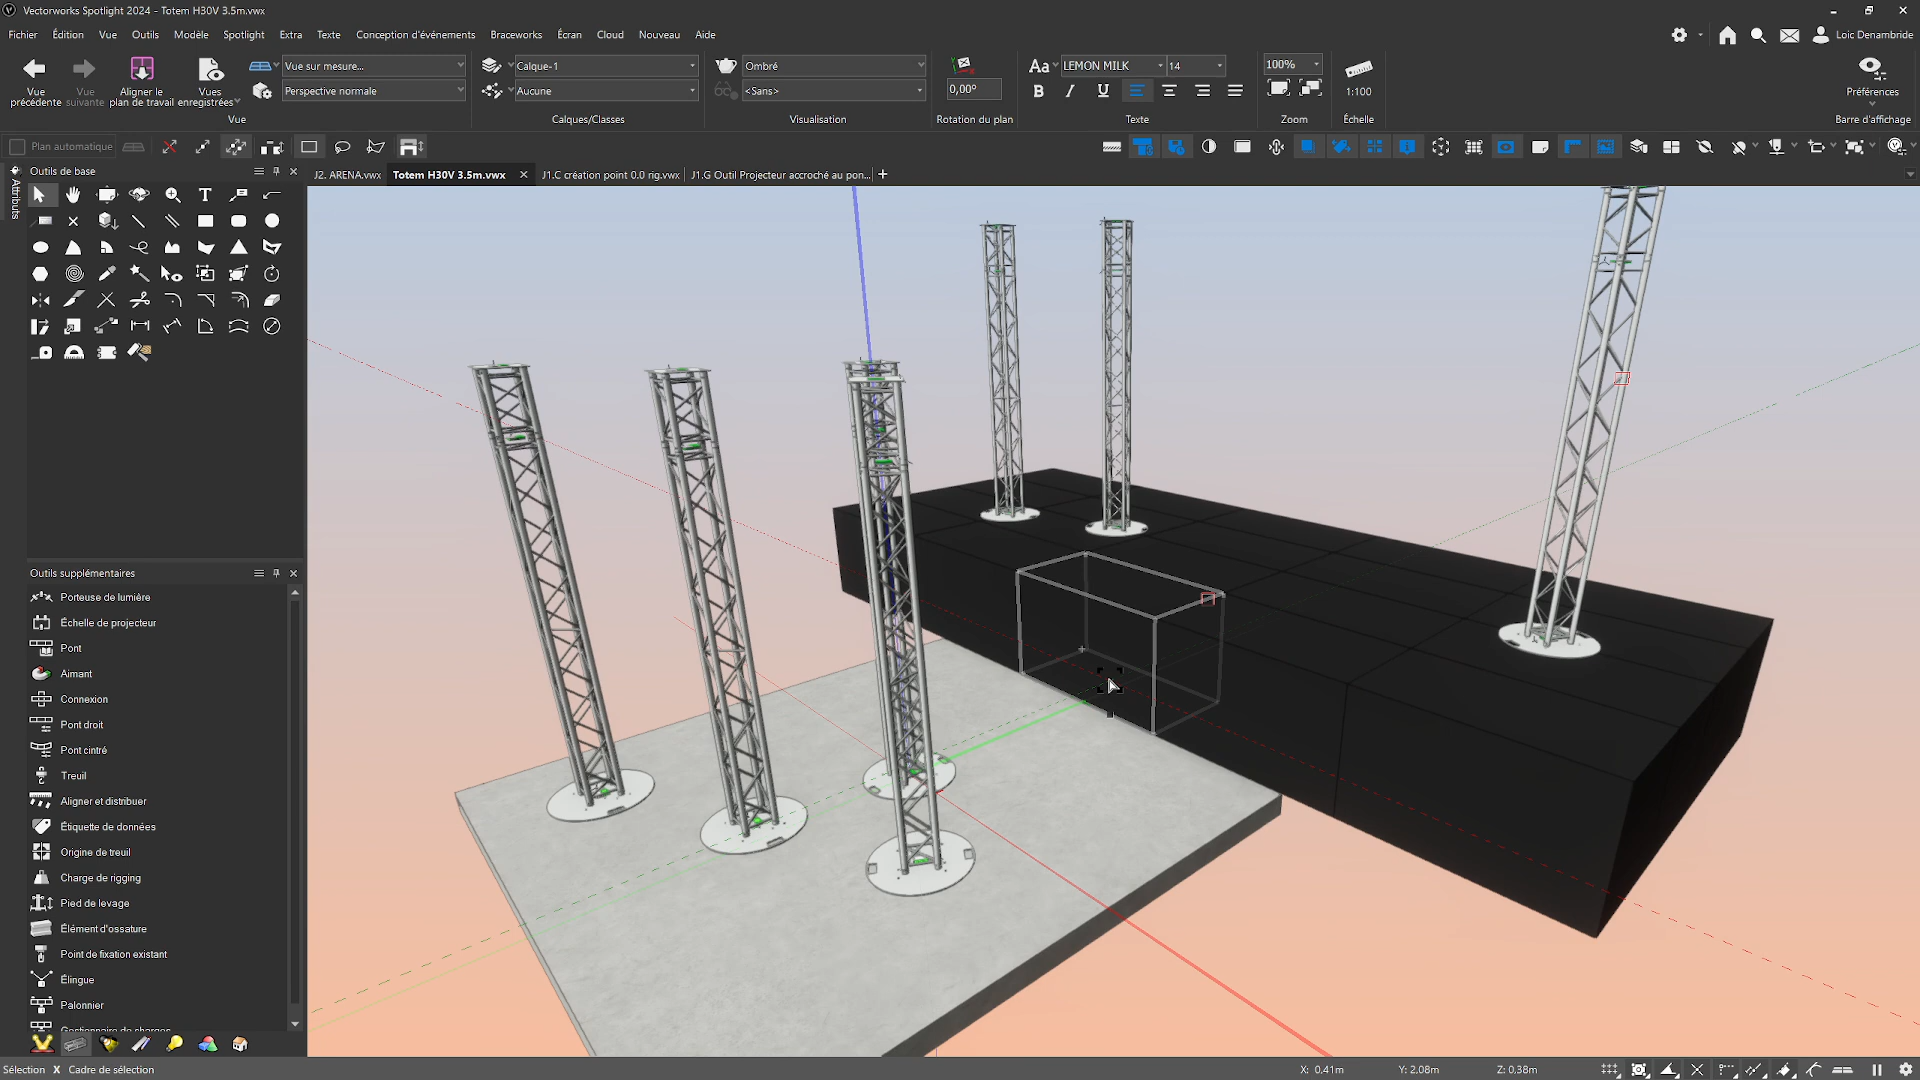 Vectorworks Spotlight 2024 - Totem H30V 3.5m.vwx
Fichier Édition Vue Outils Modèle Spotlight Extra Texte Conception d'événements Braceworks Écran Cloud Nouveau Aide
Loic Denambride
Vue précédente
Vue suivante
Aligner le plan de travail
Vues enregistrées
Vue sur mesure...
Perspective normale
Vue
Calque-1
Aucune
Calques/Classes
Ombré
<Sans>
Visualisation
0,00°
Rotation du plan
Aa LEMON MILK 14
B I U
Texte
100%
Zoom
1:100
Échelle
Préférences
Barre d'affichage
Plan automatique
Outils de base
J2. ARENA.vwx
Totem H30V 3.5m.vwx
J1.C création point 0.0 rig.vwx
J1.G Outil Projecteur accroché au pon...
Attributs
Outils supplémentaires
Porteuse de lumière
Échelle de projecteur
Pont
Aimant
Connexion
Pont droit
Pont cintré
Treuil
Aligner et distribuer
Étiquette de données
Origine de treuil
Charge de rigging
Pied de levage
Élément d'ossature
Point de fixation existant
Élingue
Palonnier
Gestionnaire de charges
Sélection X Cadre de sélection
X: 0,41m Y: 2,08m Z: 0,38m